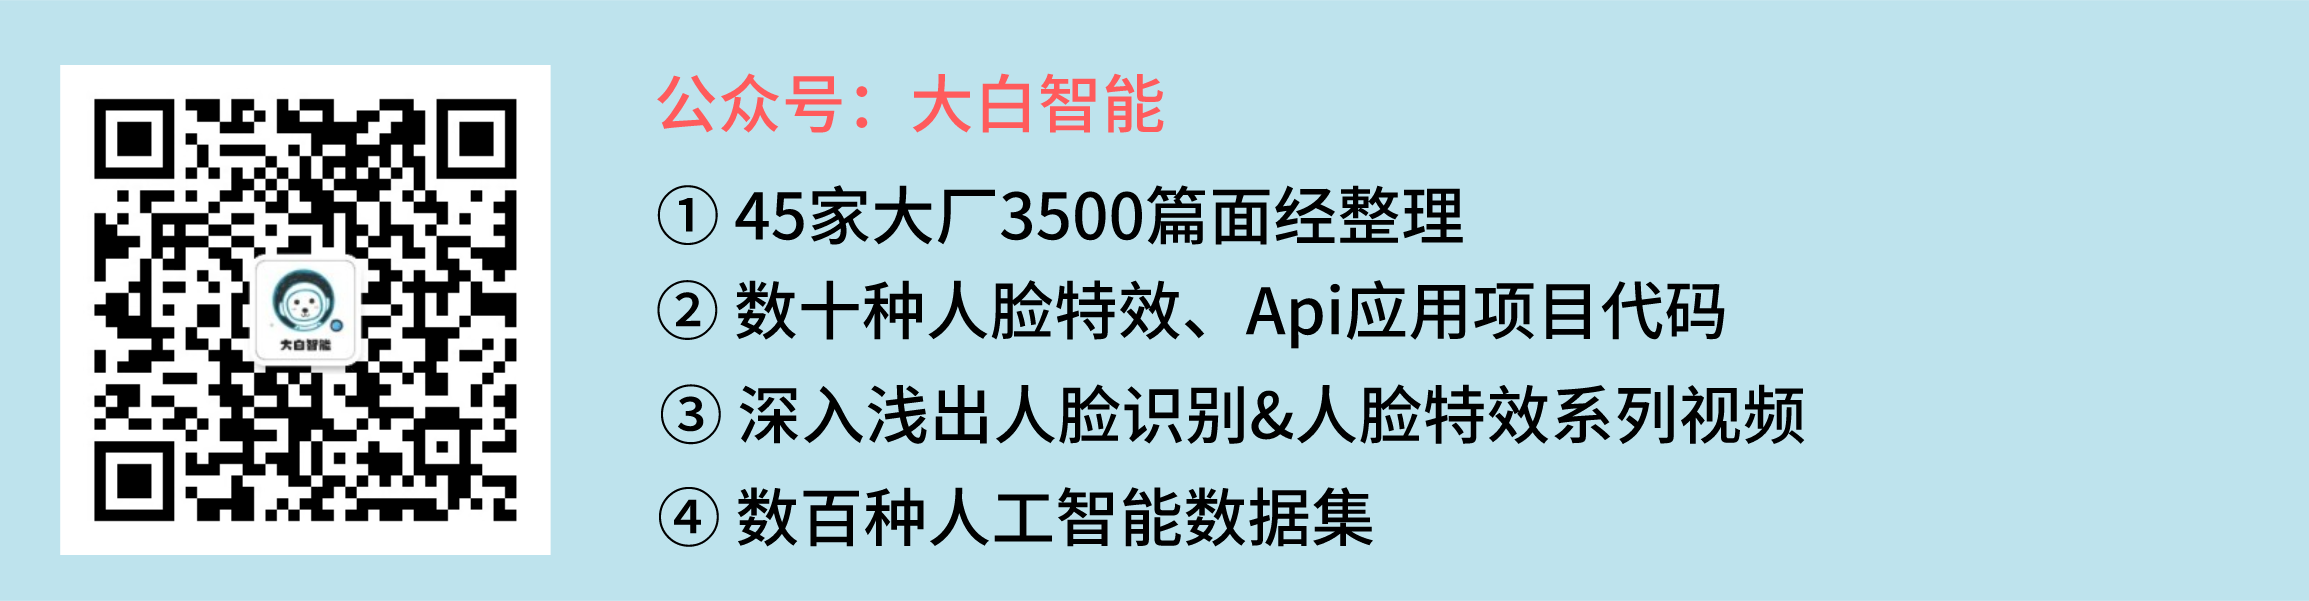 公众号：大白智能
① 45家大厂3500篇面经整理
② 数十种人脸特效、Api应用项目代码
③ 深入浅出人脸识别&人脸特效系列视频
④ 数百种人工智能数据集
大白智能